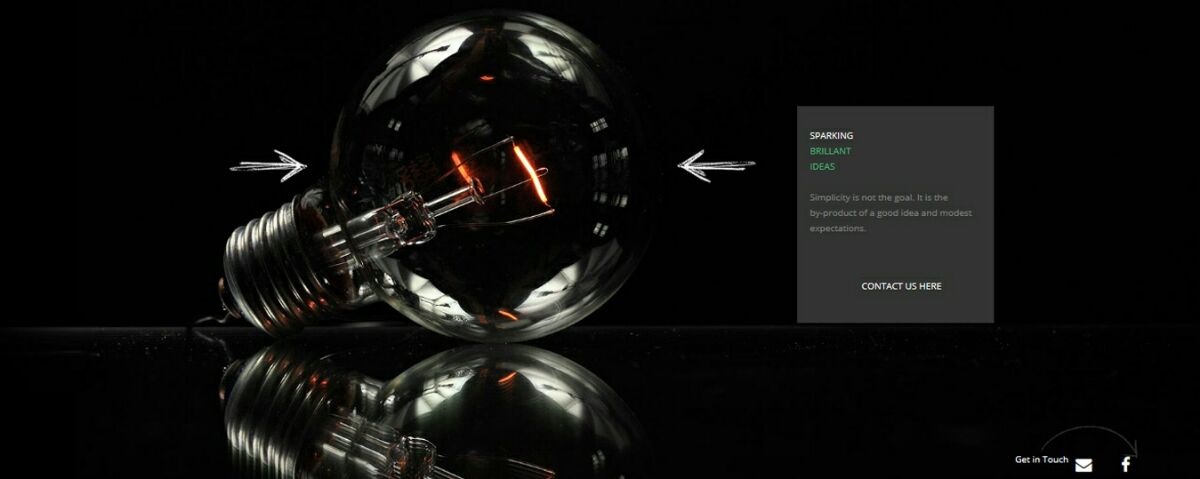 SPARKING
BRILLANT
IDEAS
Simplicity is not the goal. It is the
by-product of a good idea and modest
expectations.
CONTACT US HERE
Get in Touch